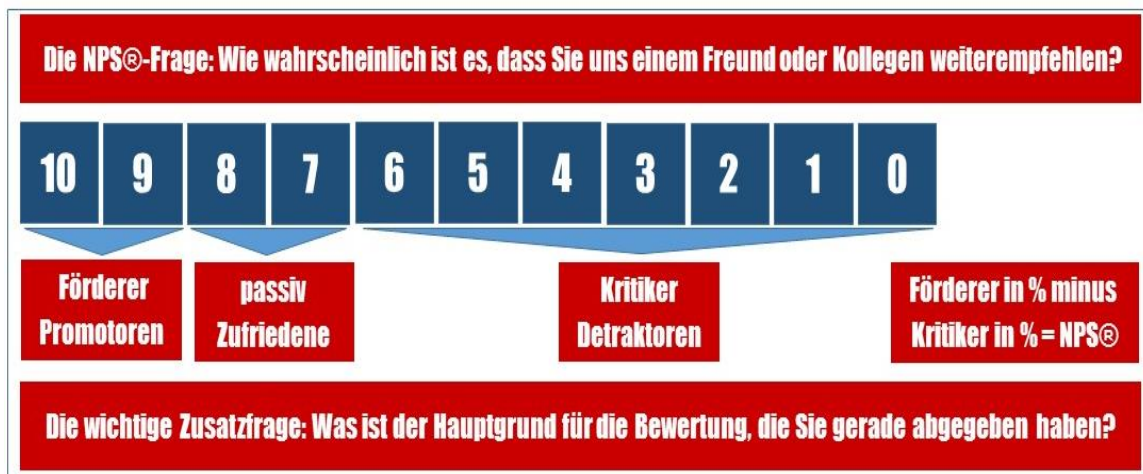 Die NPS®-Frage: Wie wahrscheinlich ist es, dass Sie uns einem Freund oder Kollegen weiterempfehlen?
10 9 8 7 6 5 4 3 2 1 0
Förderer
Promotoren
passiv
Zufriedene
Kritiker
Detraktoren
Förderer in % minus
Kritiker in % = NPS®
Die wichtige Zusatzfrage: Was ist der Hauptgrund für die Bewertung, die Sie gerade abgegeben haben?